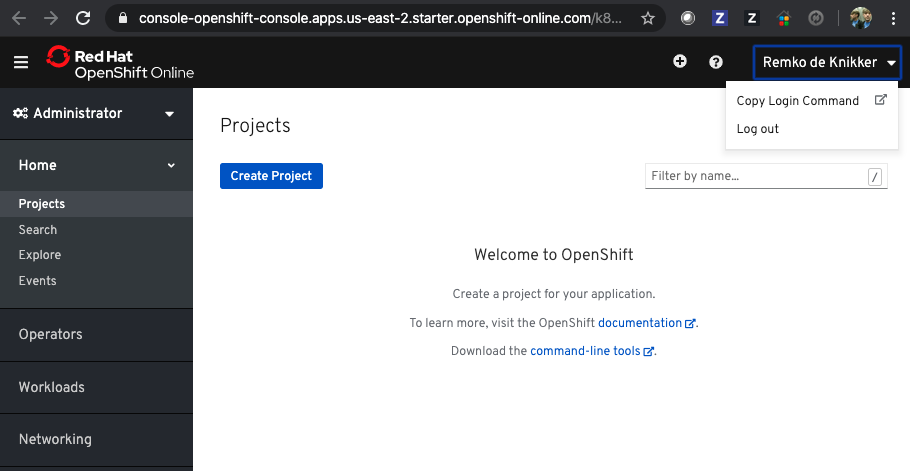 console-openshift-console.apps.us-east-2.starter.openshift-online.com/k8...
Z
Z
Red Hat
OpenShift Online
Remko de Knikker
Copy Login Command
Log out
Administrator
Home
Projects
Search
Explore
Events
Operators
Workloads
Networking
Projects
Create Project
Filter by name...
/
Welcome to OpenShift
Create a project for your application.
To learn more, visit the OpenShift documentation.
Download the command-line tools.